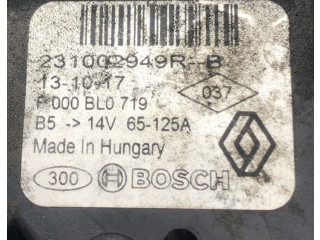 231002949R--B
13-10-17
037
F 000 BL0 719
B5 -> 14V 65-125A
Made In Hungary
300 BOSCH